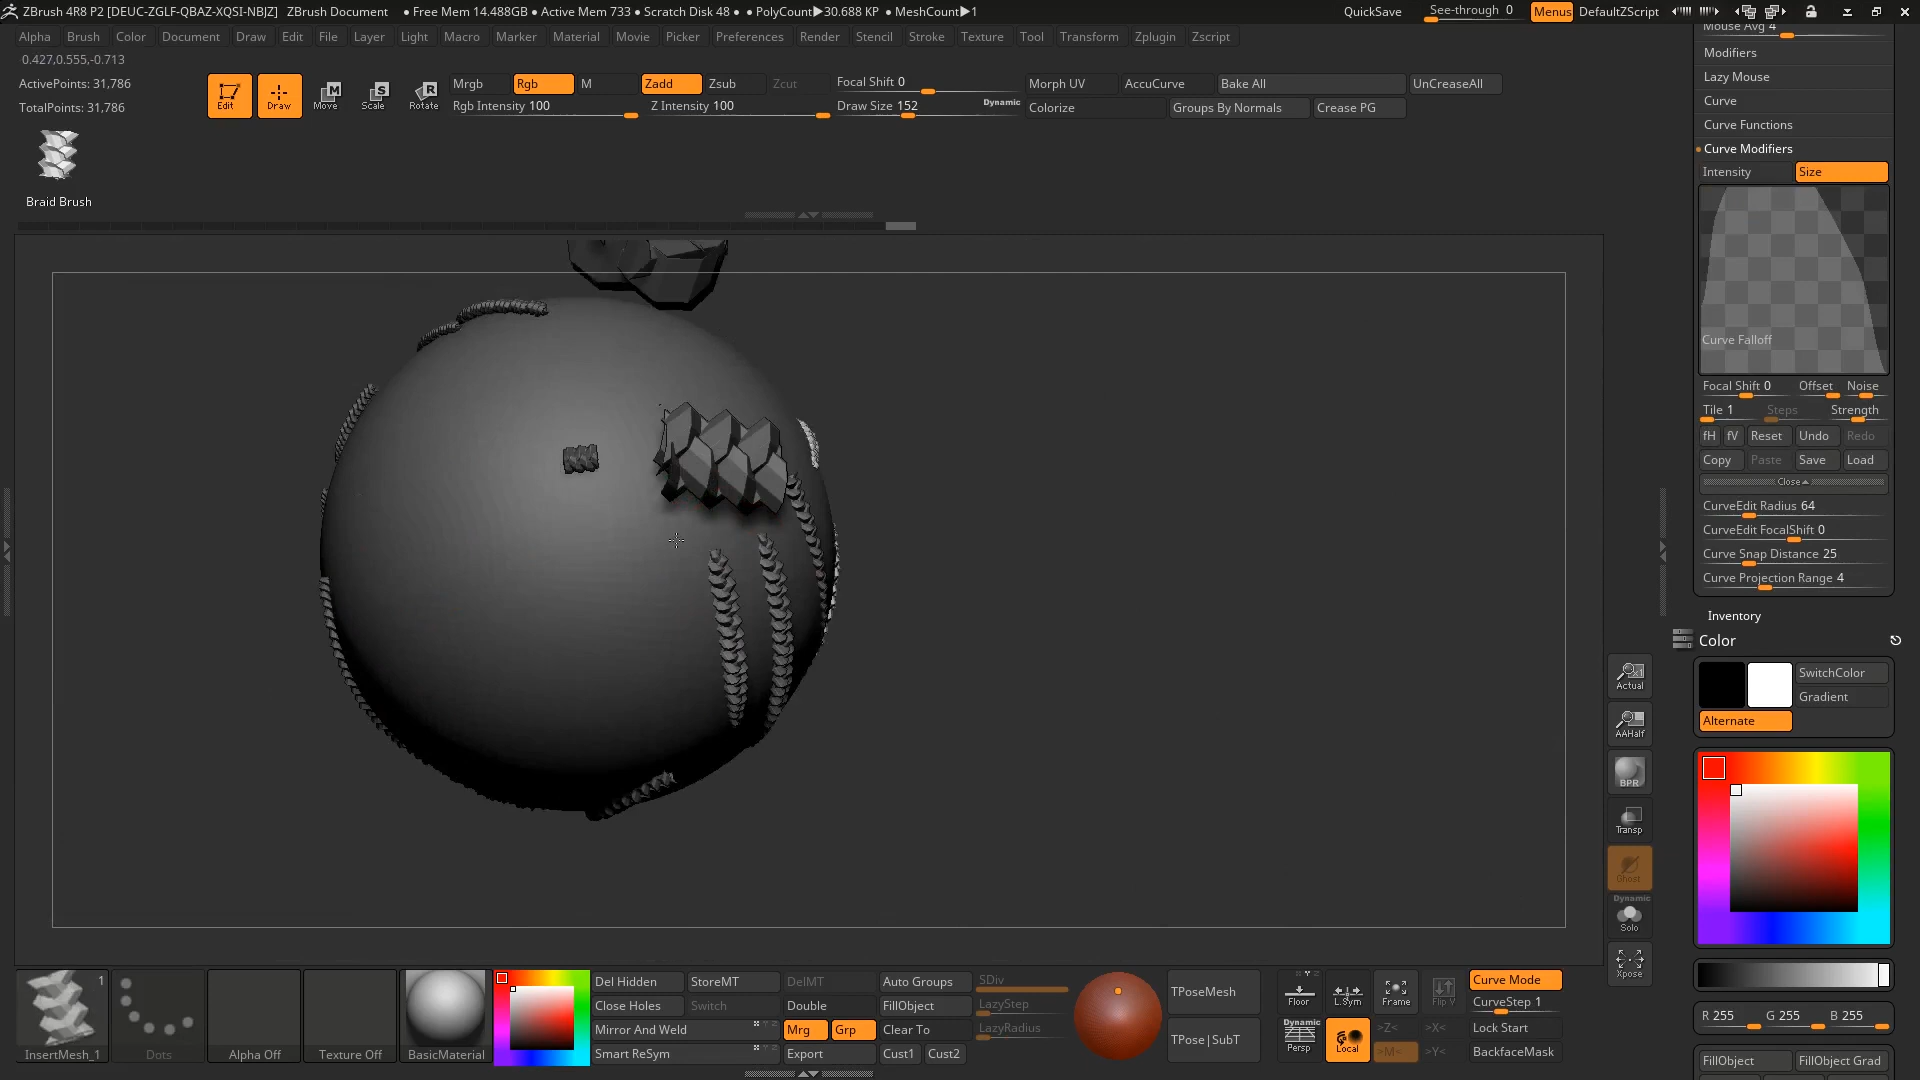 ZBrush 4R8 P2 [DEUC-ZGLF-QBAZ-XQSI-NBJZ] ZBrush Document • Free Mem 14.488GB • Active Mem 733 • Scratch Disk 48 • PolyCount▶30.688 KP • MeshCount▶1 QuickSave See-through 0 Menus DefaultZScript
Alpha Brush Color Document Draw Edit File Layer Light Macro Marker Material Movie Picker Preferences Render Stencil Stroke Texture Tool Transform Zplugin Zscript
0.427,0.555,-0.713
ActivePoints: 31,786
TotalPoints: 31,786
Edit Draw Move Scale Rotate
Mrgb Rgb M Zadd Zsub Zcut Focal Shift 0 Morph UV AccuCurve Bake All UnCreaseAll
Rgb Intensity 100 Z Intensity 100 Draw Size 152 Dynamic Colorize Groups By Normals Crease PG
Braid Brush
Mouse Avg 4
Modifiers
Lazy Mouse
Curve
Curve Functions
Curve Modifiers
Intensity Size
Curve Falloff
Focal Shift 0 Offset Noise
Tile 1 Steps Strength
fH fV Reset Undo Redo
Copy Paste Save Load
Close
CurveEdit Radius 64
CurveEdit FocalShift 0
Curve Snap Distance 25
Curve Projection Range 4
Inventory
Color
SwitchColor
Gradient
Alternate
R 255 G 255 B 255
FillObject FillObject Grad
Actual
AAHalf
BPR
Transp
Ghost
Dynamic
Solo
Xpose
1
InsertMesh_1 Dots Alpha Off Texture Off BasicMaterial
Del Hidden StoreMT DelMT Auto Groups SDiv
Close Holes Switch Double FillObject LazyStep
Mirror And Weld Mrg Grp Clear To LazyRadius
Smart ReSym Export Cust1 Cust2
TPoseMesh
TPose|SubT
Floor L.Sym Frame Flip V
Dynamic
Persp Local >Z< >X<
>M< >Y<
Curve Mode
CurveStep 1
Lock Start
BackfaceMask